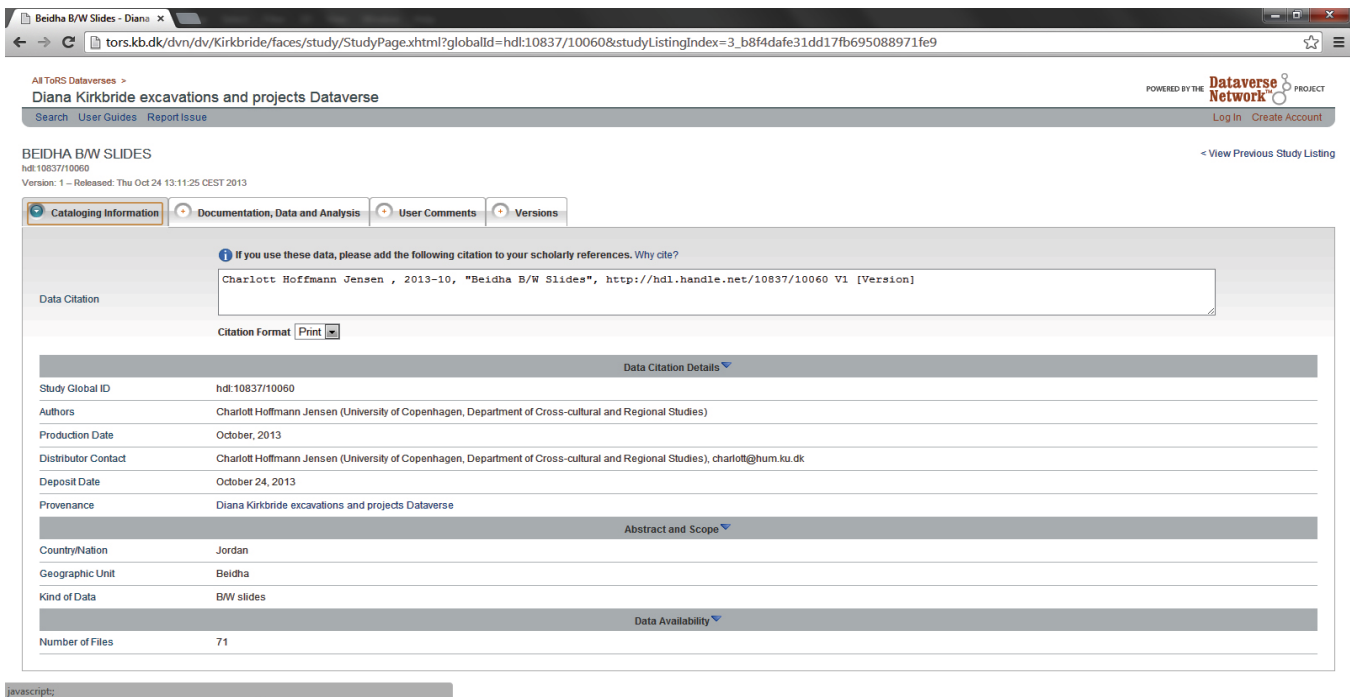 Beidha B/W Slides - Diana
tors.kb.dk/dvn/dv/Kirkbride/faces/study/StudyPage.xhtml?globalId=hdl:10837/10060&studyListingIndex=3_b8f4dafe31dd17fb695088971fe9
All ToRS Dataverses >
Diana Kirkbride excavations and projects Dataverse
POWERED BY THE Dataverse Network™ PROJECT
Search User Guides Report Issue
Log In Create Account
BEIDHA B/W SLIDES
< View Previous Study Listing
hdl:10837/10060
Version: 1 – Released: Thu Oct 24 13:11:25 CEST 2013
Cataloging Information
Documentation, Data and Analysis
User Comments
Versions
If you use these data, please add the following citation to your scholarly references. Why cite?
Data Citation
Charlott Hoffmann Jensen , 2013-10, "Beidha B/W Slides", http://hdl.handle.net/10837/10060 V1 [Version]
Citation Format Print
Data Citation Details
Study Global ID hdl:10837/10060
Authors Charlott Hoffmann Jensen (University of Copenhagen, Department of Cross-cultural and Regional Studies)
Production Date October, 2013
Distributor Contact Charlott Hoffmann Jensen (University of Copenhagen, Department of Cross-cultural and Regional Studies), charlott@hum.ku.dk
Deposit Date October 24, 2013
Provenance Diana Kirkbride excavations and projects Dataverse
Abstract and Scope
Country/Nation Jordan
Geographic Unit Beidha
Kind of Data B/W slides
Data Availability
Number of Files 71
javascript:;